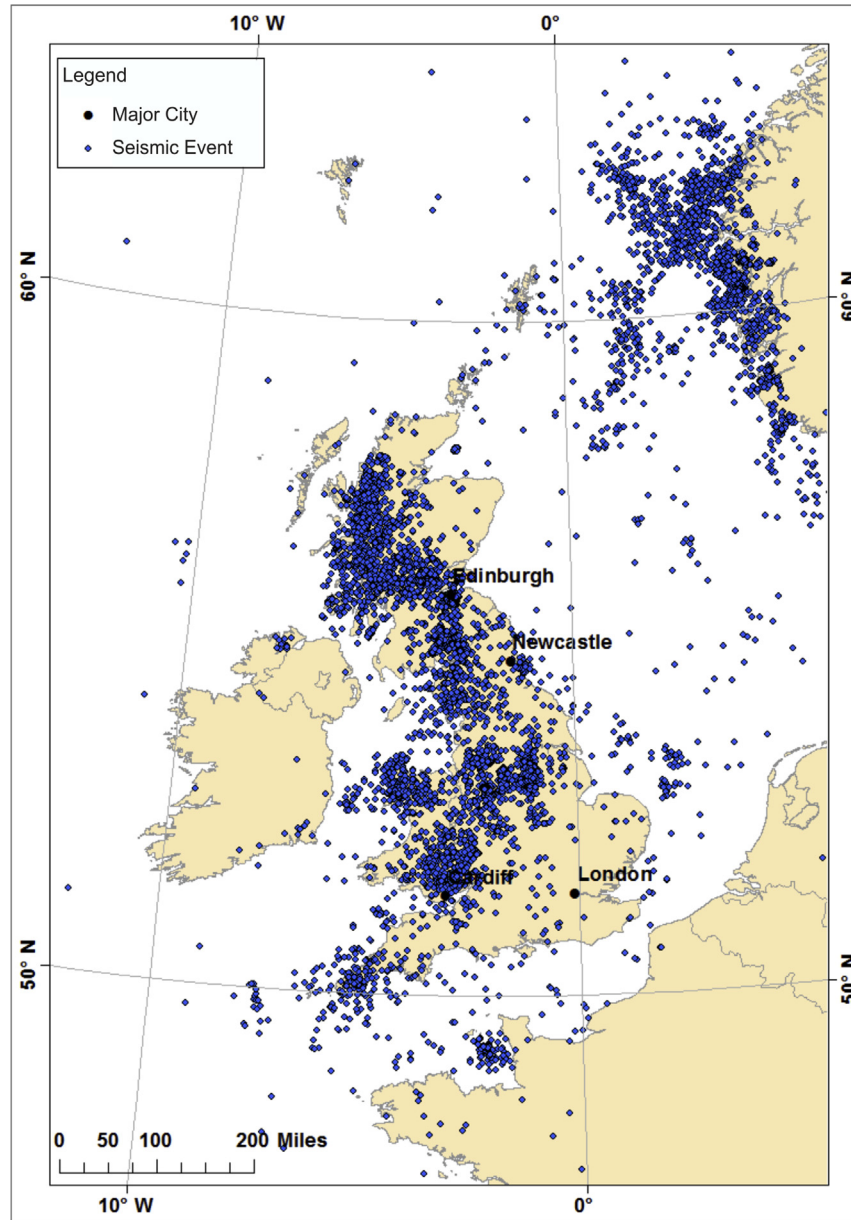 10° W
0°
Legend
Major City
Seismic Event
60° N
60° N
Edinburgh
Newcastle
Cardiff
London
50° N
50° N
0 50 100 200 Miles
10° W
0°